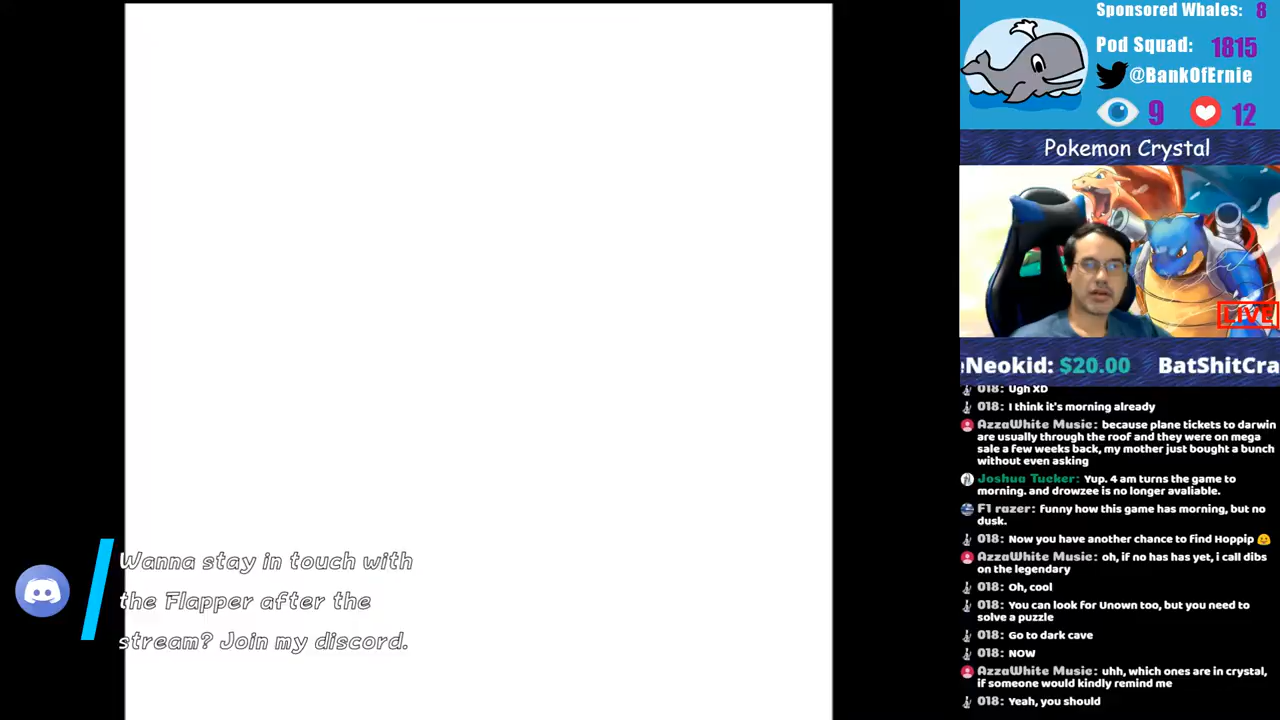 Sponsored Whales: 8
Pod Squad: 1815
@BankOfErnie
9 12
Pokemon Crystal
LIVE
eNeokid: $20.00 BatShitCra
018: Ugh XD
018: I think it's morning already
AzzaWhite Music: because plane tickets to darwin
are usually through the roof and they were on mega
sale a few weeks back, my mother just bought a bunch
without even asking
Joshua Tucker: Yup. 4 am turns the game to
morning. and drowzee is no longer avaliable.
F1 razer: funny how this game has morning, but no
dusk.
018: Now you have another chance to find Hoppip
AzzaWhite Music: oh, if no has has yet, i call dibs
on the legendary
018: Oh, cool
018: You can look for Unown too, but you need to
solve a puzzle
018: Go to dark cave
018: NOW
AzzaWhite Music: uhh, which ones are in crystal,
if someone would kindly remind me
018: Yeah, you should
Wanna stay in touch with
the Flapper after the
stream? Join my discord.